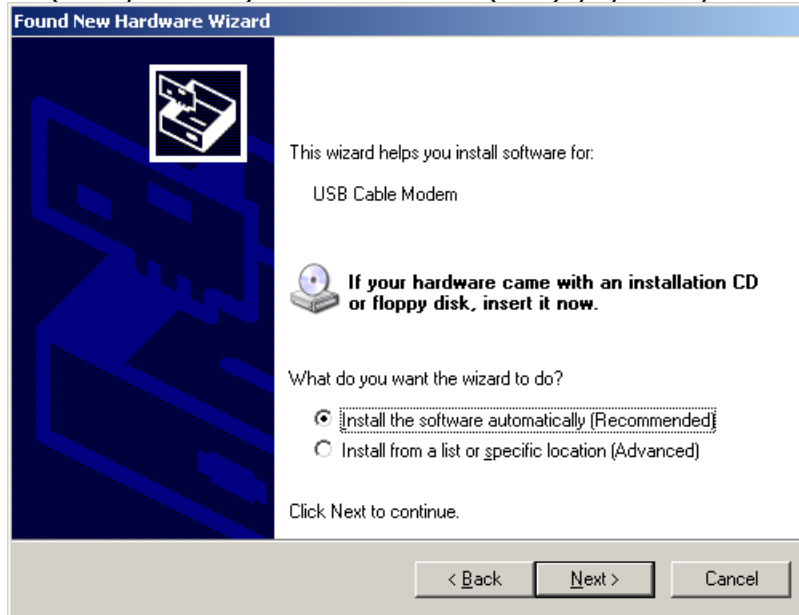 Found New Hardware Wizard
This wizard helps you install software for:
USB Cable Modem
If your hardware came with an installation CD
or floppy disk, insert it now.
What do you want the wizard to do?
Install the software automatically (Recommended)
Install from a list or specific location (Advanced)
Click Next to continue.
< Back Next > Cancel